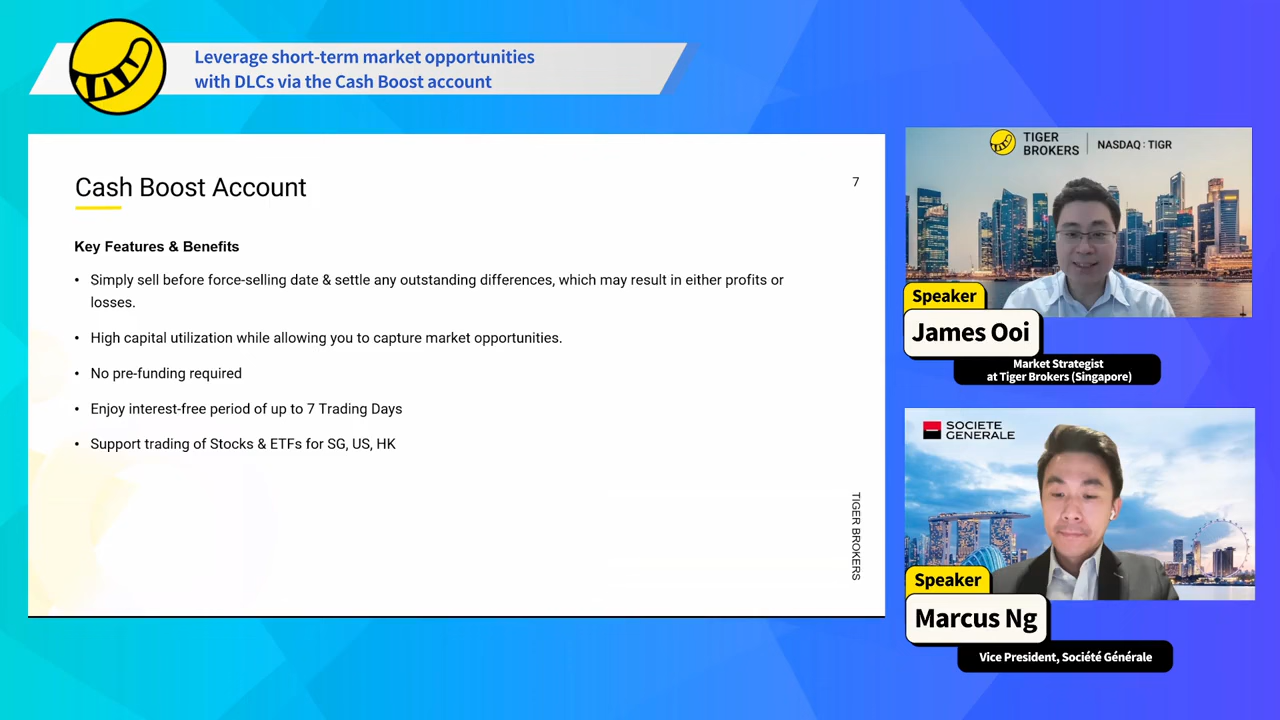 Leverage short-term market opportunities
with DLCs via the Cash Boost account
Cash Boost Account
7
Key Features & Benefits
• Simply sell before force-selling date & settle any outstanding differences, which may result in either profits or
losses.
• High capital utilization while allowing you to capture market opportunities.
• No pre-funding required
• Enjoy interest-free period of up to 7 Trading Days
• Support trading of Stocks & ETFs for SG, US, HK
TIGER BROKERS
TIGER
BROKERS
NASDAQ : TIGR
Speaker
James Ooi
Market Strategist
at Tiger Brokers (Singapore)
SOCIETE
GENERALE
Speaker
Marcus Ng
Vice President, Société Générale